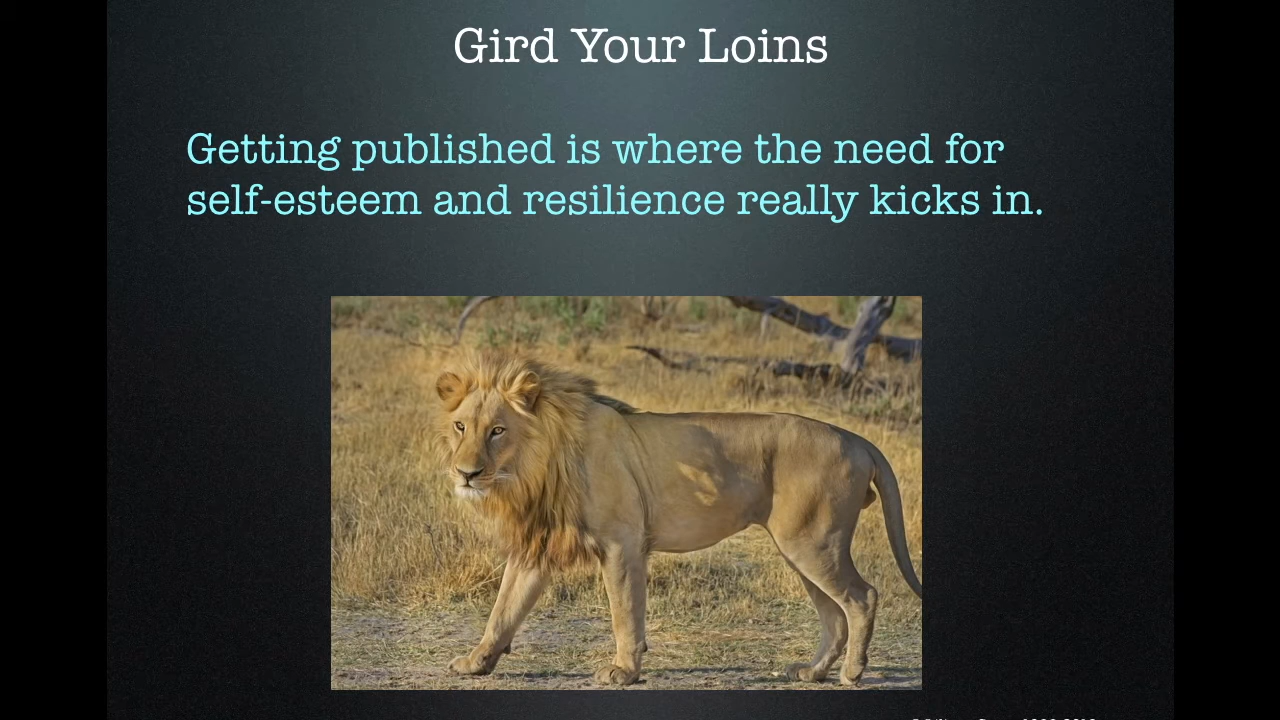 Gird Your Loins
Getting published is where the need for
self-esteem and resilience really kicks in.